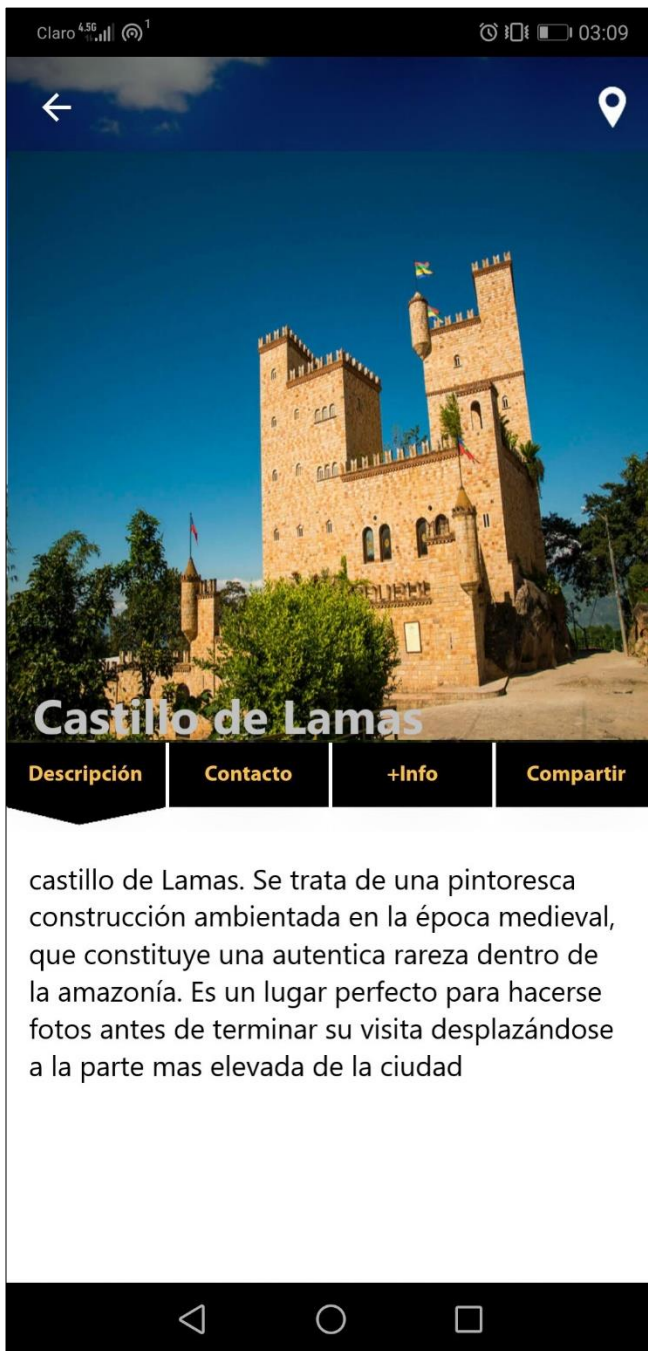 Claro 4.5G 1 03:09
Castillo de Lamas
Descripción Contacto +Info Compartir
castillo de Lamas. Se trata de una pintoresca
construcción ambientada en la época medieval,
que constituye una autentica rareza dentro de
la amazonía. Es un lugar perfecto para hacerse
fotos antes de terminar su visita desplazándose
a la parte mas elevada de la ciudad